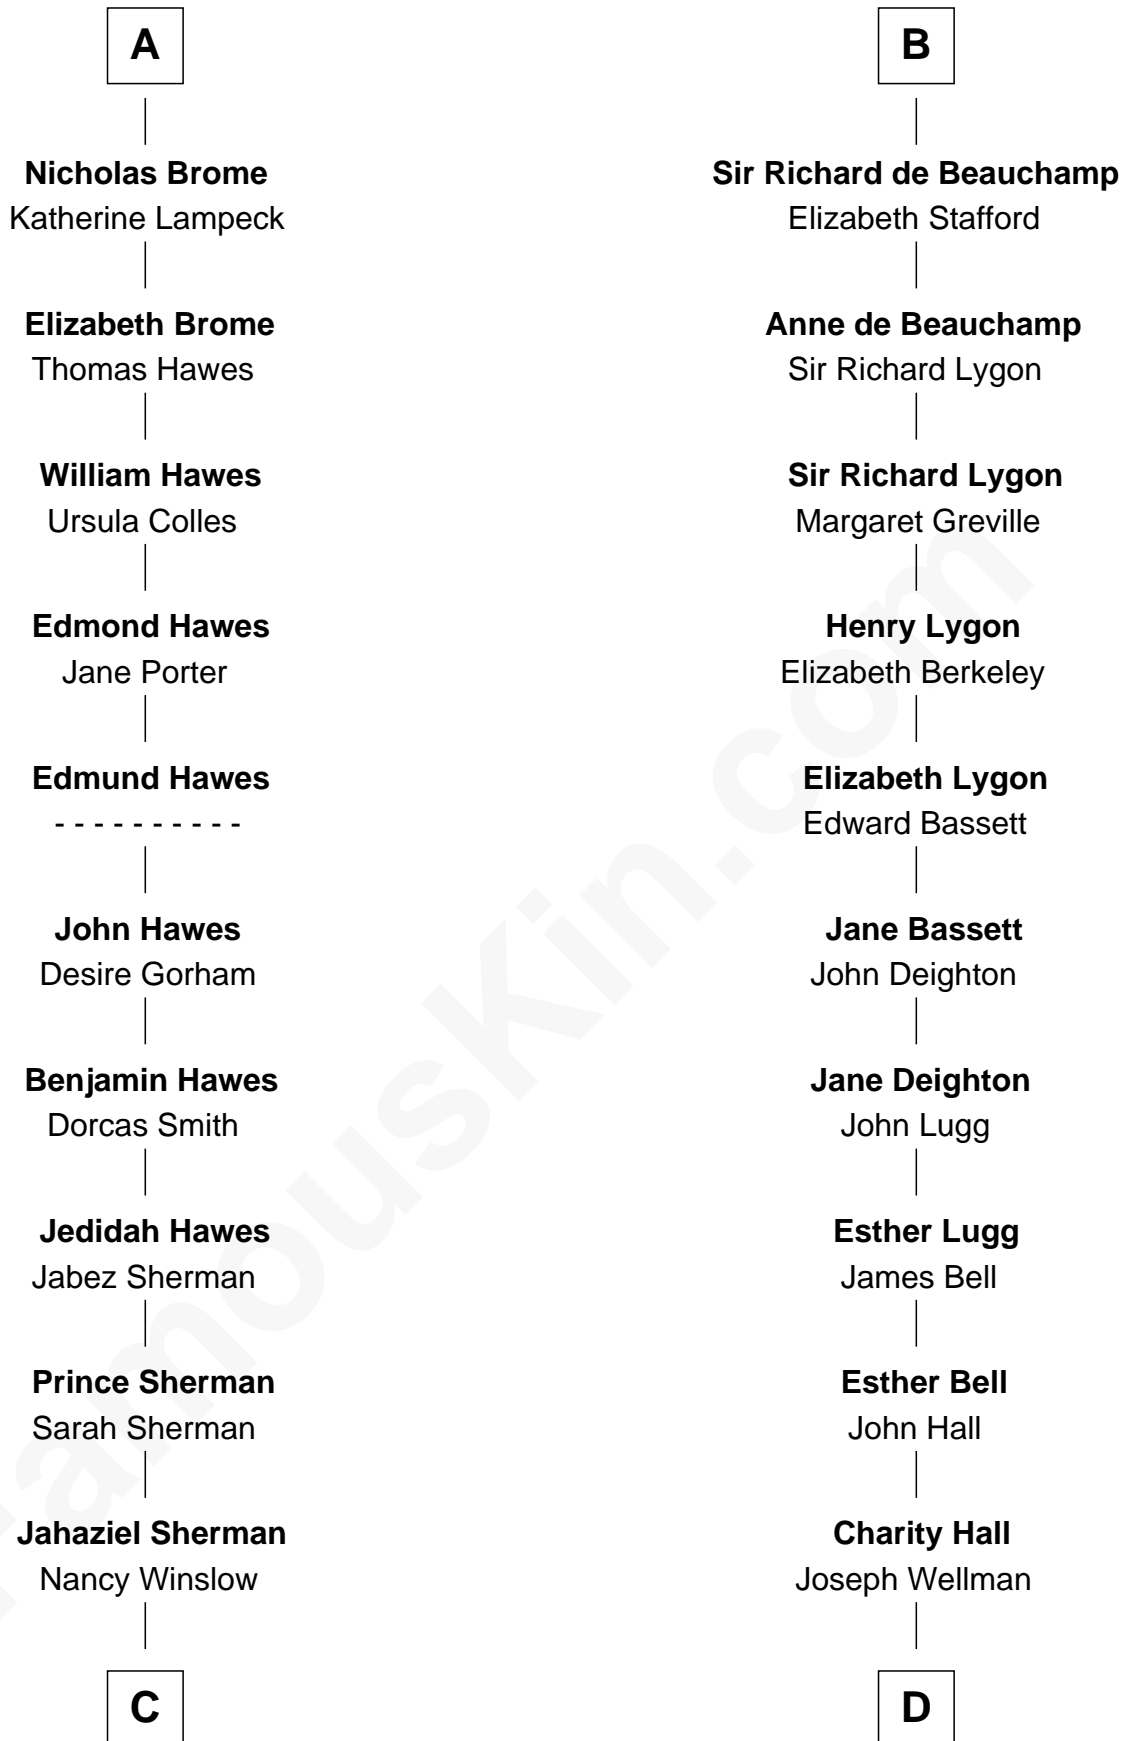 A
Nicholas Brome
Katherine Lampeck
Elizabeth Brome
Thomas Hawes
William Hawes
Ursula Colles
Edmond Hawes
Jane Porter
Edmund Hawes
- - - - - - - - - -
John Hawes
Desire Gorham
Benjamin Hawes
Dorcas Smith
Jedidah Hawes
Jabez Sherman
Prince Sherman
Sarah Sherman
Jahaziel Sherman
Nancy Winslow
C
B
Sir Richard de Beauchamp
Elizabeth Stafford
Anne de Beauchamp
Sir Richard Lygon
Sir Richard Lygon
Margaret Greville
Henry Lygon
Elizabeth Berkeley
Elizabeth Lygon
Edward Bassett
Jane Bassett
John Deighton
Jane Deighton
John Lugg
Esther Lugg
James Bell
Esther Bell
John Hall
Charity Hall
Joseph Wellman
D
FamousKin.com